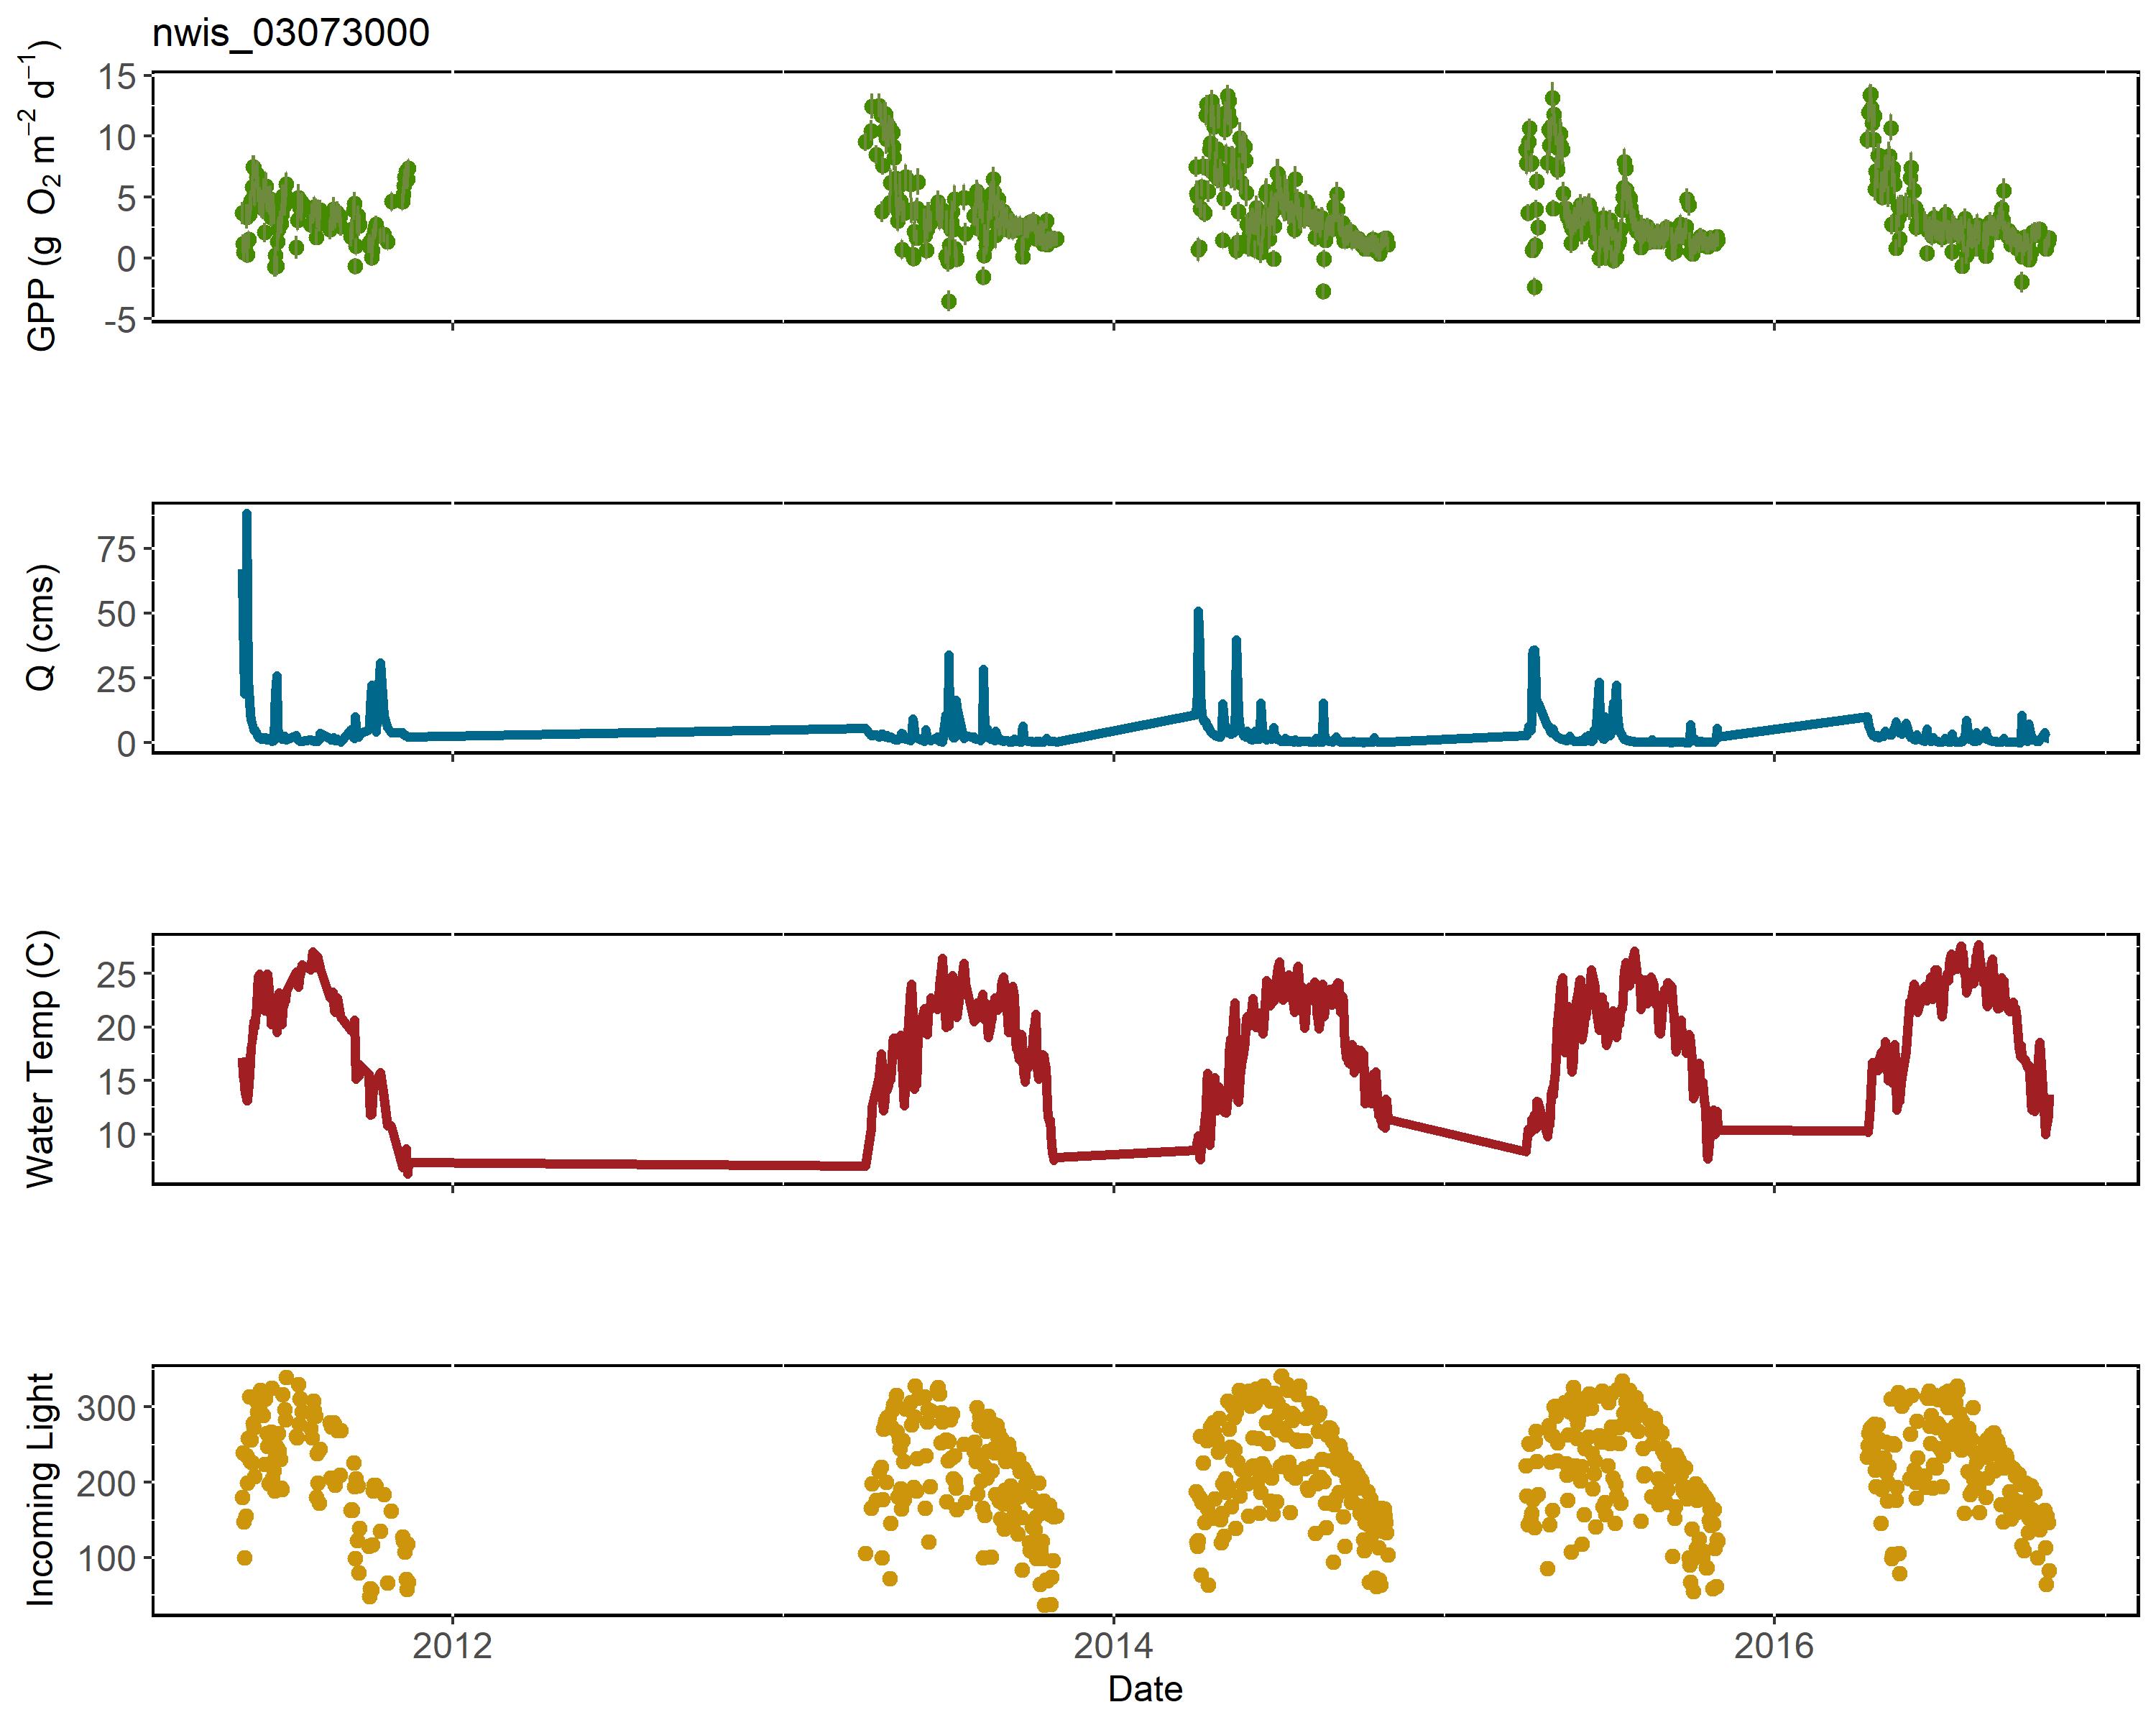 nwis_03073000
GPP (g O₂ m⁻² d⁻¹)
15
10
5
0
-5
Q (cms)
75
50
25
0
Water Temp (C)
25
20
15
10
Incoming Light
300
200
100
2012 2014 2016
Date